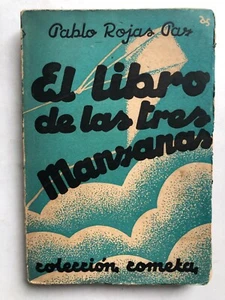 Pablo Rojas Paz
El libro
de las tres
Manzanas
colección cometa